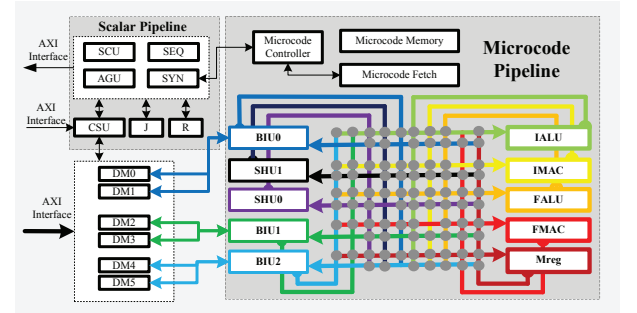 Scalar Pipeline
AXI
Interface
SCU
SEQ
AGU
SYN
AXI
Interface
CSU
J
R
Microcode
Controller
Microcode Memory
Microcode Fetch
Microcode
Pipeline
DM0
DM1
AXI
Interface
DM2
DM3
DM4
DM5
BIU0
SHU1
SHU0
BIU1
BIU2
IALU
IMAC
FALU
FMAC
Mreg